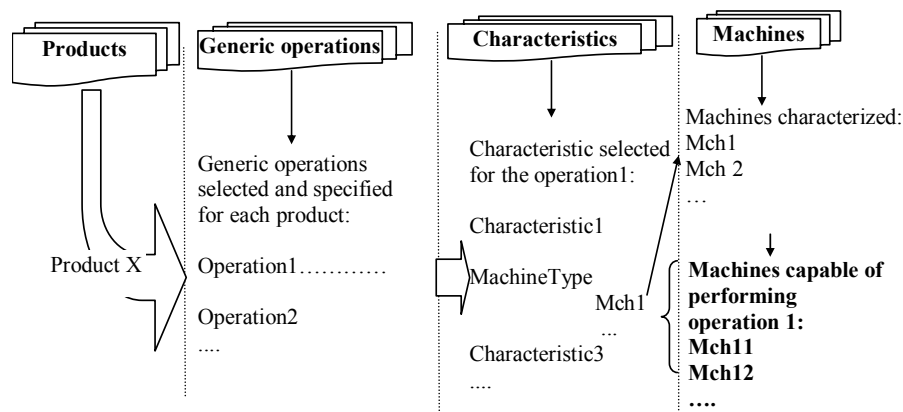 Products
Product X
Generic operations
Generic operations
selected and specified
for each product:
Operation1…………
Operation2
....
Characteristics
Characteristic selected
for the operation1:
Characteristic1
MachineType
Mch1
...
Characteristic3
....
Machines
Machines characterized:
Mch1
Mch 2
…
Machines capable of
performing
operation 1:
Mch11
Mch12
….